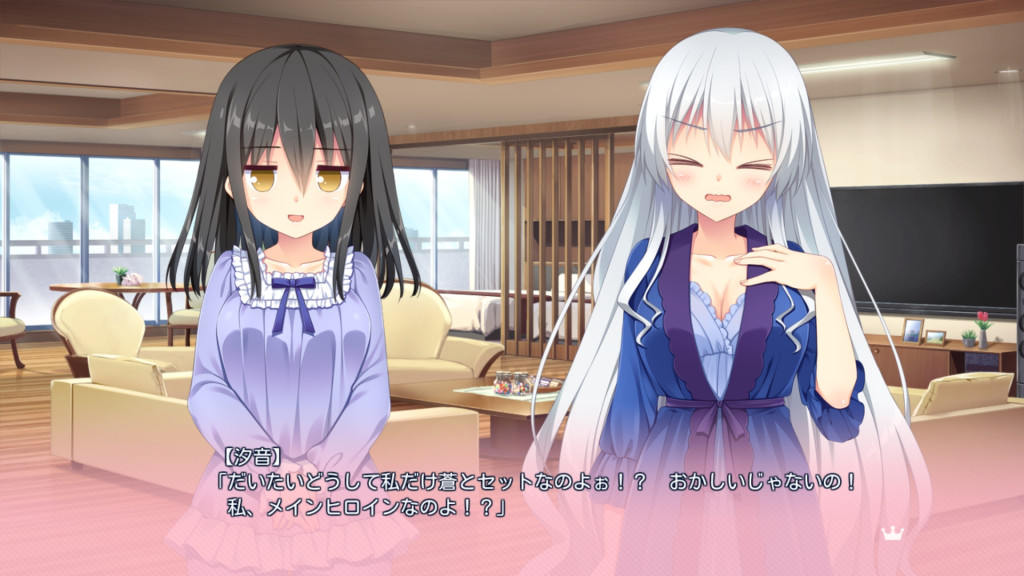 【汐音】
「だいたいどうして私だけ蒼とセットなのよぉ！？　おかしいじゃないの！
私、メインヒロインなのよ！？」